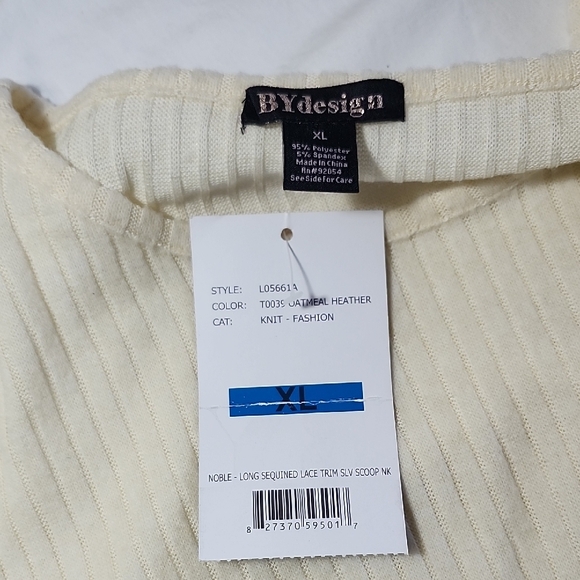 BYdesign
XL
95% Polyester
5% Spandex
Made In China
Rn#92054
See Side For Care
STYLE: L05661A
COLOR: T0039 OATMEAL HEATHER
CAT: KNIT - FASHION
XL
NOBLE - LONG SEQUINED LACE TRIM SLV SCOOP NK
8 27370 59501 7